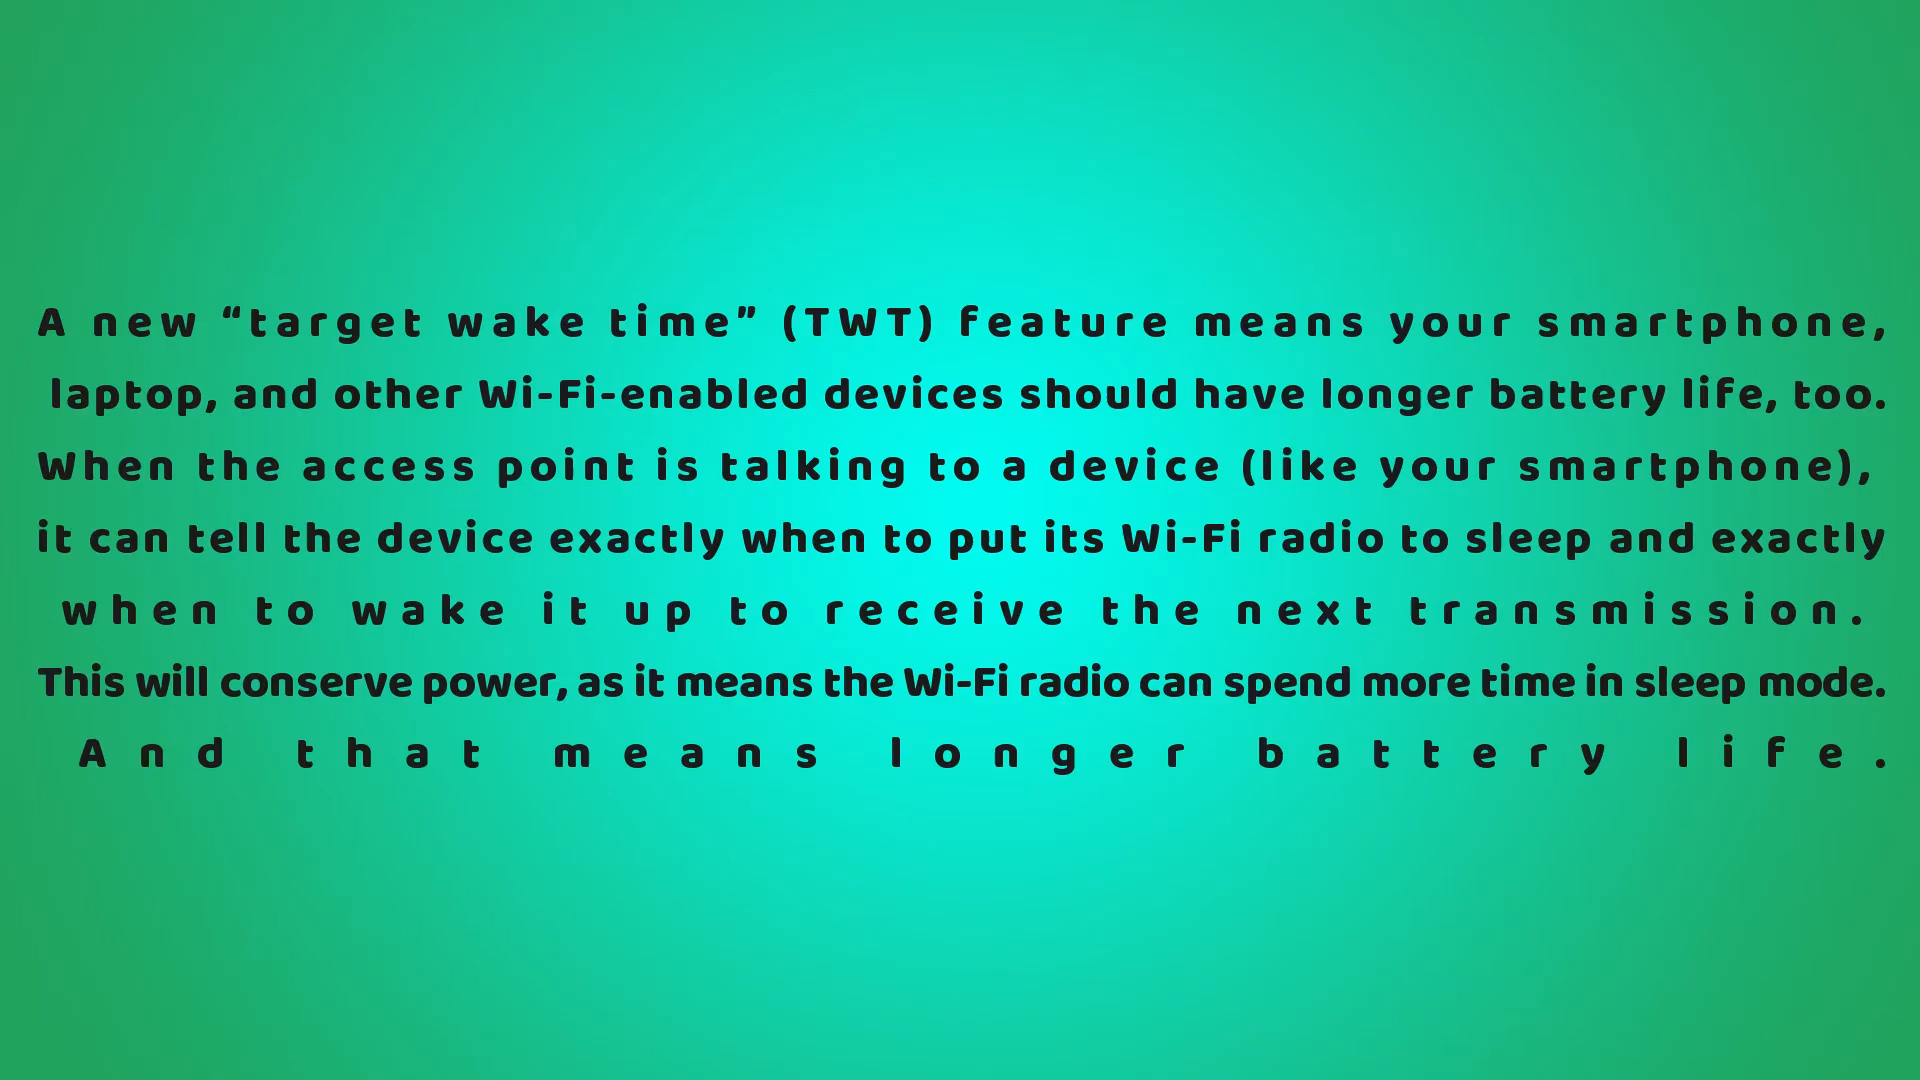 A new “target wake time” (TWT) feature means your smartphone,
laptop, and other Wi-Fi-enabled devices should have longer battery life, too.
When the access point is talking to a device (like your smartphone),
it can tell the device exactly when to put its Wi-Fi radio to sleep and exactly
when to wake it up to receive the next transmission.
This will conserve power, as it means the Wi-Fi radio can spend more time in sleep mode.
And that means longer battery life.